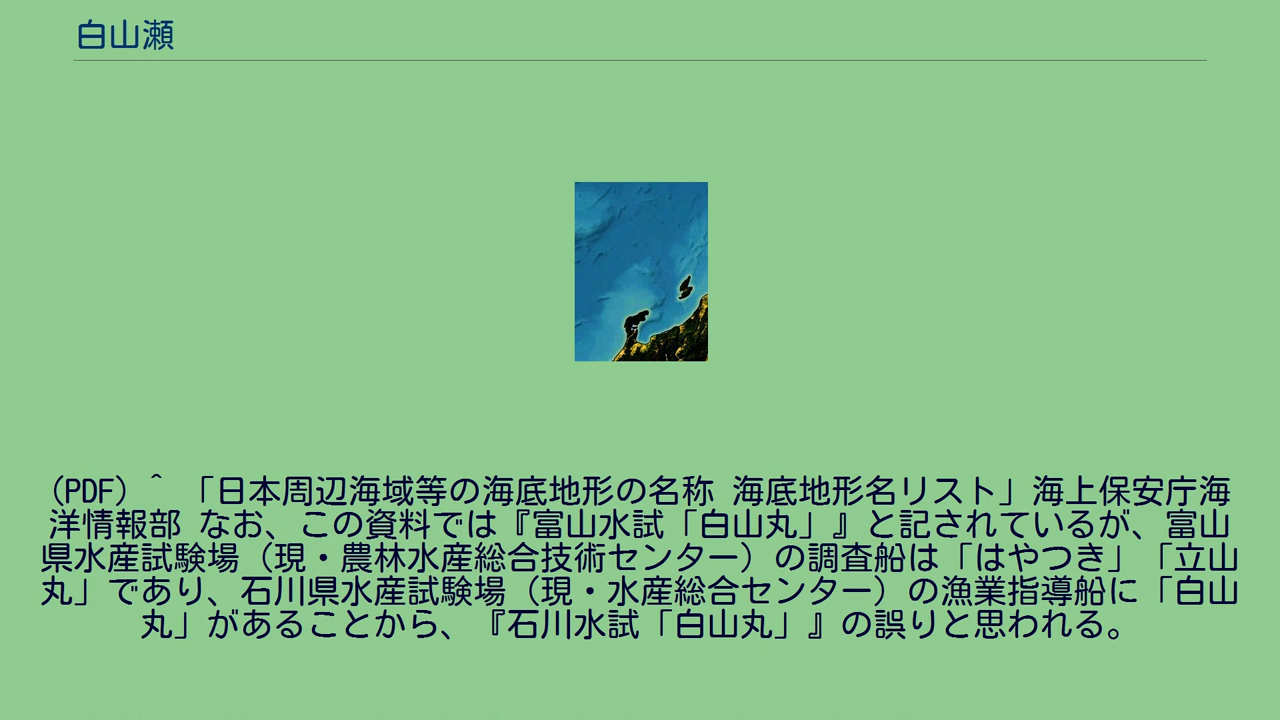 白山瀬
（PDF）^ 「日本周辺海域等の海底地形の名称 海底地形名リスト」海上保安庁海
洋情報部 なお、この資料では『富山水試「白山丸」』と記されているが、富山
県水産試験場（現・農林水産総合技術センター）の調査船は「はやつき」「立山
丸」であり、石川県水産試験場（現・水産総合センター）の漁業指導船に「白山
丸」があることから、『石川水試「白山丸」』の誤りと思われる。